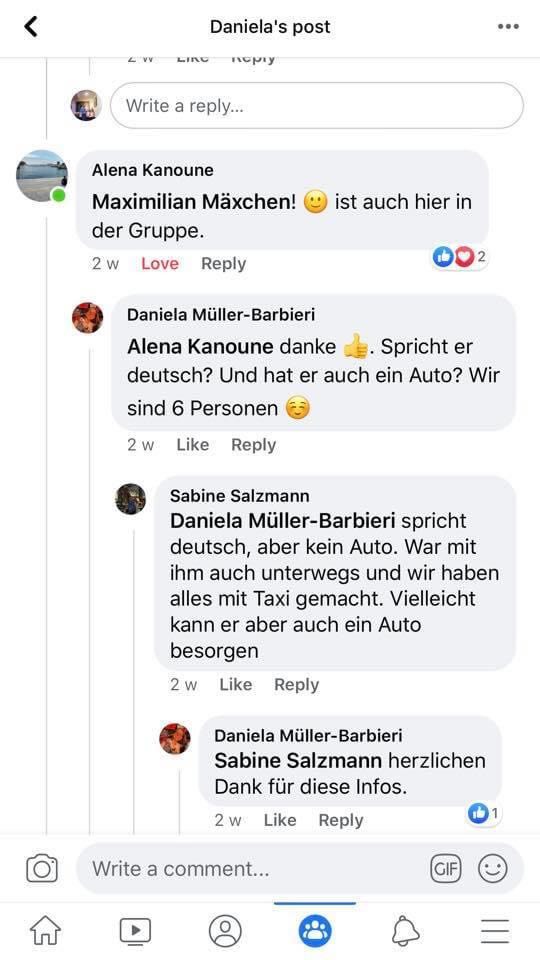 Daniela's post
2 w Like Reply
Write a reply...
Alena Kanoune
Maximilian Mäxchen! 🙂 ist auch hier in
der Gruppe.
2 w Love Reply
2
Daniela Müller-Barbieri
Alena Kanoune danke 👍. Spricht er
deutsch? Und hat er auch ein Auto? Wir
sind 6 Personen ☺️
2 w Like Reply
Sabine Salzmann
Daniela Müller-Barbieri spricht
deutsch, aber kein Auto. War mit
ihm auch unterwegs und wir haben
alles mit Taxi gemacht. Vielleicht
kann er aber auch ein Auto
besorgen
2 w Like Reply
Daniela Müller-Barbieri
Sabine Salzmann herzlichen
Dank für diese Infos.
2 w Like Reply
1
Write a comment...
GIF